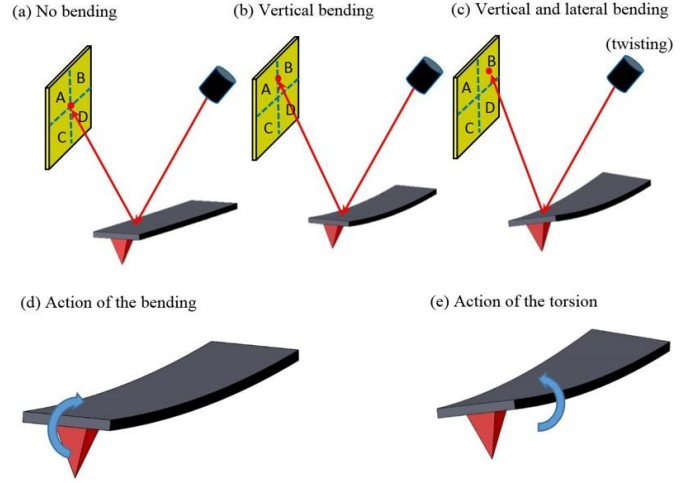 (a) No bending
(b) Vertical bending
(c) Vertical and lateral bending
(twisting)
A B
C D
A B
C D
A B
C D
(d) Action of the bending
(e) Action of the torsion